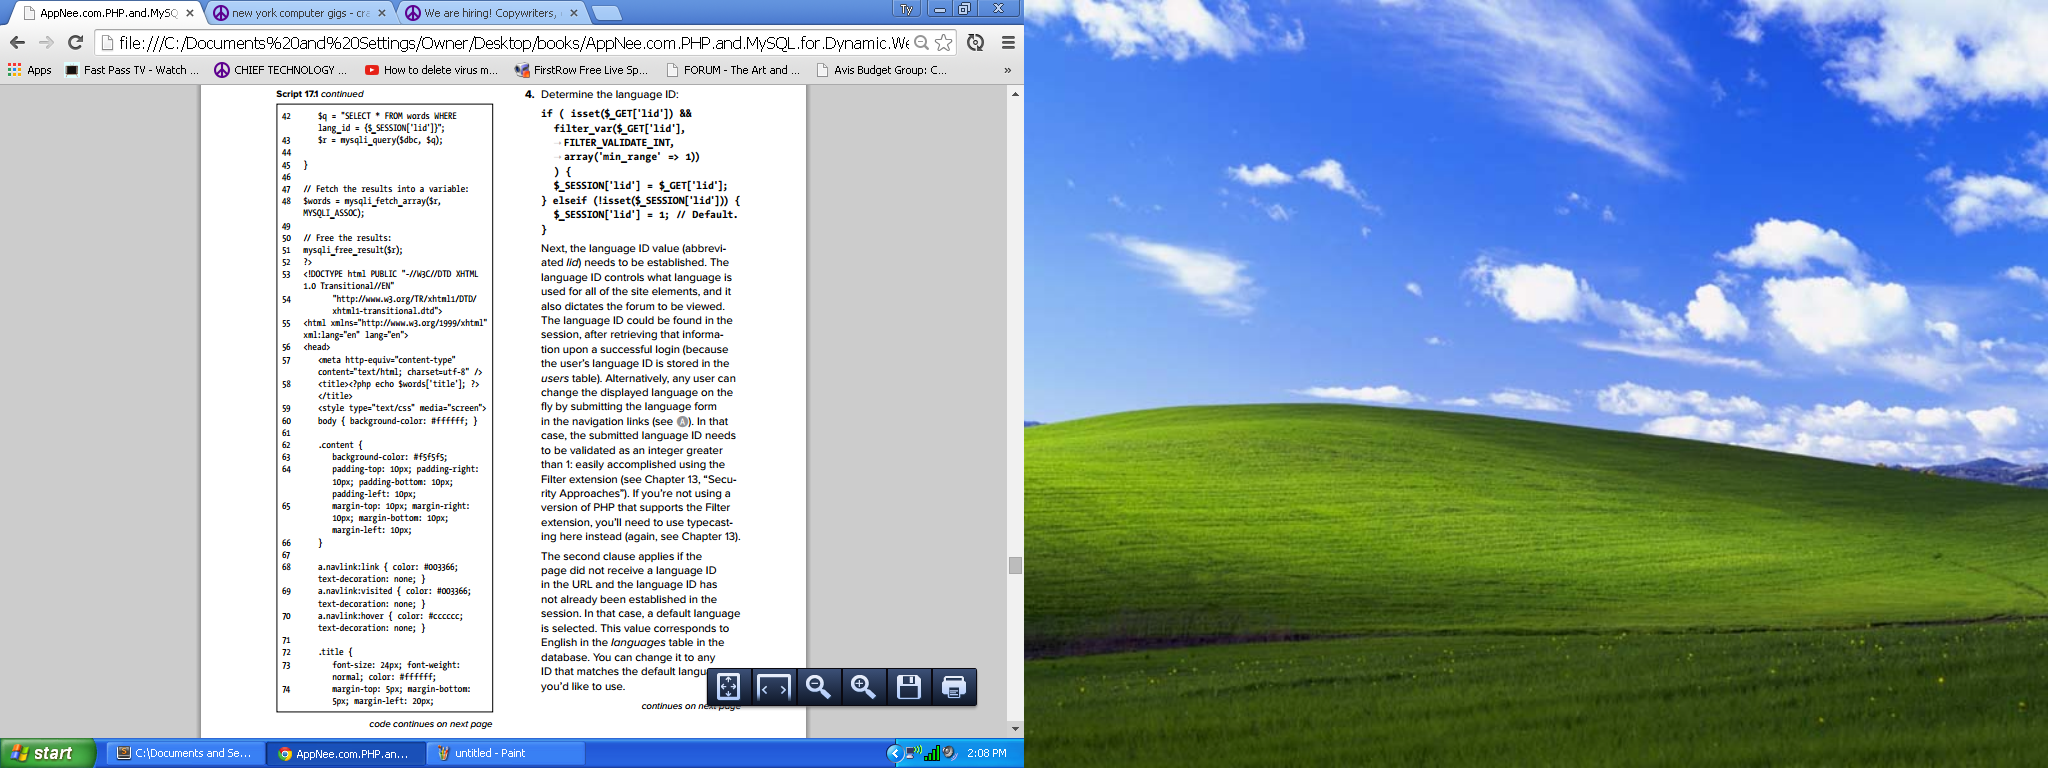 AppNee.com.PHP.and.MySQ
new york computer gigs - cra
We are hiring! Copywriters,
Ty
file:///C:/Documents%20and%20Settings/Owner/Desktop/books/AppNee.com.PHP.and.MySQL.for.Dynamic.We
Apps
Fast Pass TV - Watch ...
CHIEF TECHNOLOGY ...
How to delete virus m...
FirstRow Free Live Sp...
FORUM - The Art and ...
Avis Budget Group: C...
»
Script 17.1 continued
42 $q = "SELECT * FROM words WHERE
lang_id = {$_SESSION['lid']}";
43 $r = mysqli_query($dbc, $q);
44
45 }
46
47 // Fetch the results into a variable:
48 $words = mysqli_fetch_array($r,
MYSQLI_ASSOC);
49
50 // Free the results:
51 mysqli_free_result($r);
52 ?>
53 <!DOCTYPE html PUBLIC "-//W3C//DTD XHTML
1.0 Transitional//EN"
54 "http://www.w3.org/TR/xhtml1/DTD/
xhtml1-transitional.dtd">
55 <html xmlns="http://www.w3.org/1999/xhtml"
xml:lang="en" lang="en">
56 <head>
57 <meta http-equiv="content-type"
content="text/html; charset=utf-8" />
58 <title><?php echo $words['title']; ?>
</title>
59 <style type="text/css" media="screen">
60 body { background-color: #ffffff; }
61
62 .content {
63 background-color: #f5f5f5;
64 padding-top: 10px; padding-right:
10px; padding-bottom: 10px;
padding-left: 10px;
65 margin-top: 10px; margin-right:
10px; margin-bottom: 10px;
margin-left: 10px;
66 }
67
68 a.navlink:link { color: #003366;
text-decoration: none; }
69 a.navlink:visited { color: #003366;
text-decoration: none; }
70 a.navlink:hover { color: #cccccc;
text-decoration: none; }
71
72 .title {
73 font-size: 24px; font-weight:
normal; color: #ffffff;
74 margin-top: 5px; margin-bottom:
5px; margin-left: 20px;
code continues on next page
4. Determine the language ID:
if ( isset($_GET['lid']) &&
filter_var($_GET['lid'],
→ FILTER_VALIDATE_INT,
→ array('min_range' => 1))
) {
$_SESSION['lid'] = $_GET['lid'];
} elseif (!isset($_SESSION['lid'])) {
$_SESSION['lid'] = 1; // Default.
}
Next, the language ID value (abbrevi-
ated lid) needs to be established. The
language ID controls what language is
used for all of the site elements, and it
also dictates the forum to be viewed.
The language ID could be found in the
session, after retrieving that informa-
tion upon a successful login (because
the user's language ID is stored in the
users table). Alternatively, any user can
change the displayed language on the
fly by submitting the language form
in the navigation links (see A). In that
case, the submitted language ID needs
to be validated as an integer greater
than 1: easily accomplished using the
Filter extension (see Chapter 13, “Secu-
rity Approaches”). If you're not using a
version of PHP that supports the Filter
extension, you'll need to use typecast-
ing here instead (again, see Chapter 13).
The second clause applies if the
page did not receive a language ID
in the URL and the language ID has
not already been established in the
session. In that case, a default language
is selected. This value corresponds to
English in the languages table in the
database. You can change it to any
ID that matches the default langu
you'd like to use.
continues on next page
start
C:\Documents and Se...
AppNee.com.PHP.an...
untitled - Paint
2:08 PM